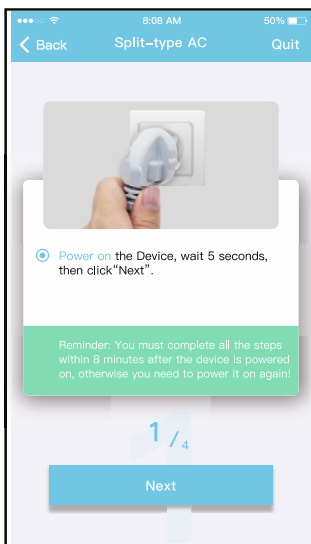 8:08 AM
50%
Back
Split-type AC
Quit
Power on the Device, wait 5 seconds,
then click“Next”.
Reminder: You must complete all the steps
within 8 minutes after the device is powered
on, otherwise you need to power it on again!
1/4
Next